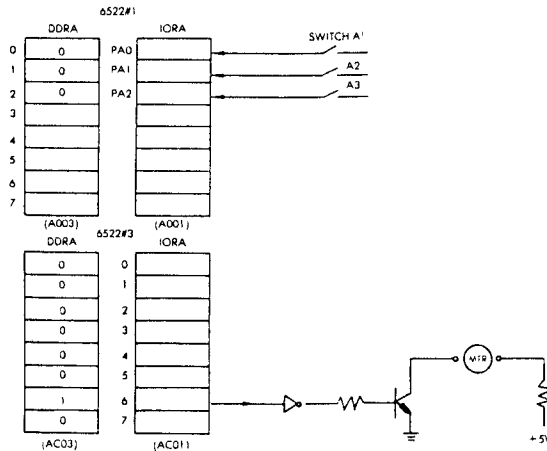 6522#1
DDRA IORA
0 0 PA0 SWITCH A1
1 0 PA1 A2
2 0 PA2 A3
3
4
5
6
7
(A003) (A001)
6522#3
DDRA IORA
0 0
0 1
0 2
0 3
0 4
0 5
1 6
0 7
MTR
(AC03) (AC01)
+5V